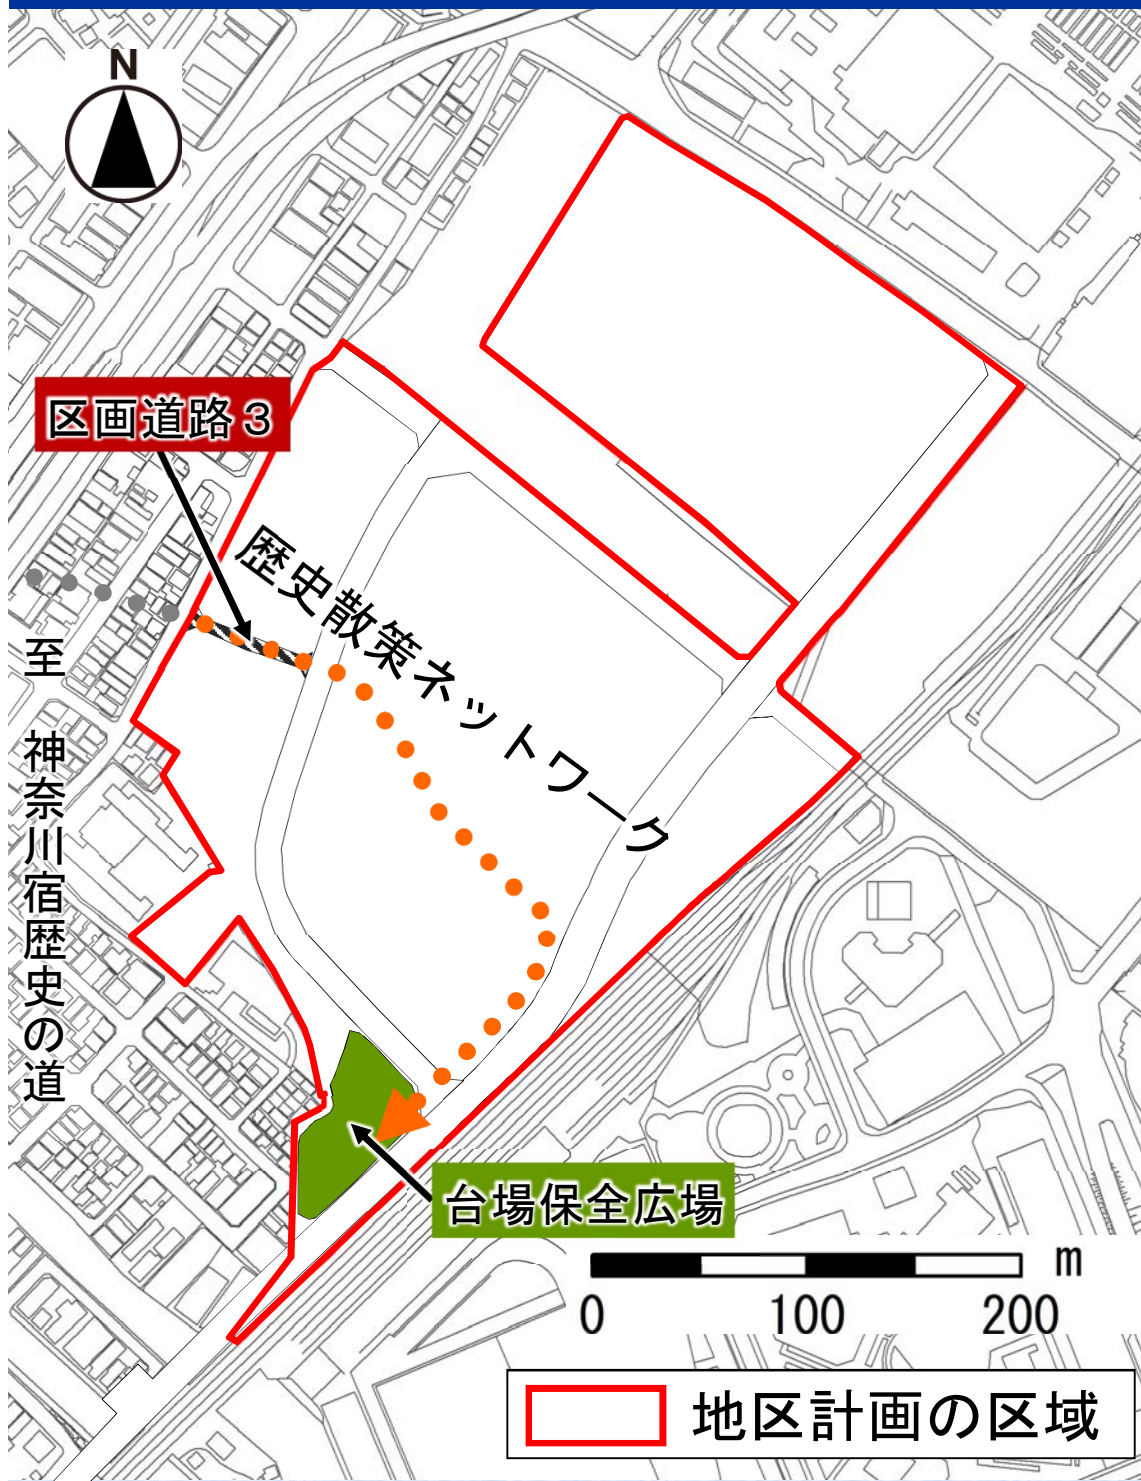 N
区画道路３
歴史散策ネットワーク
至　神奈川宿歴史の道
台場保全広場
m
0 100 200
地区計画の区域